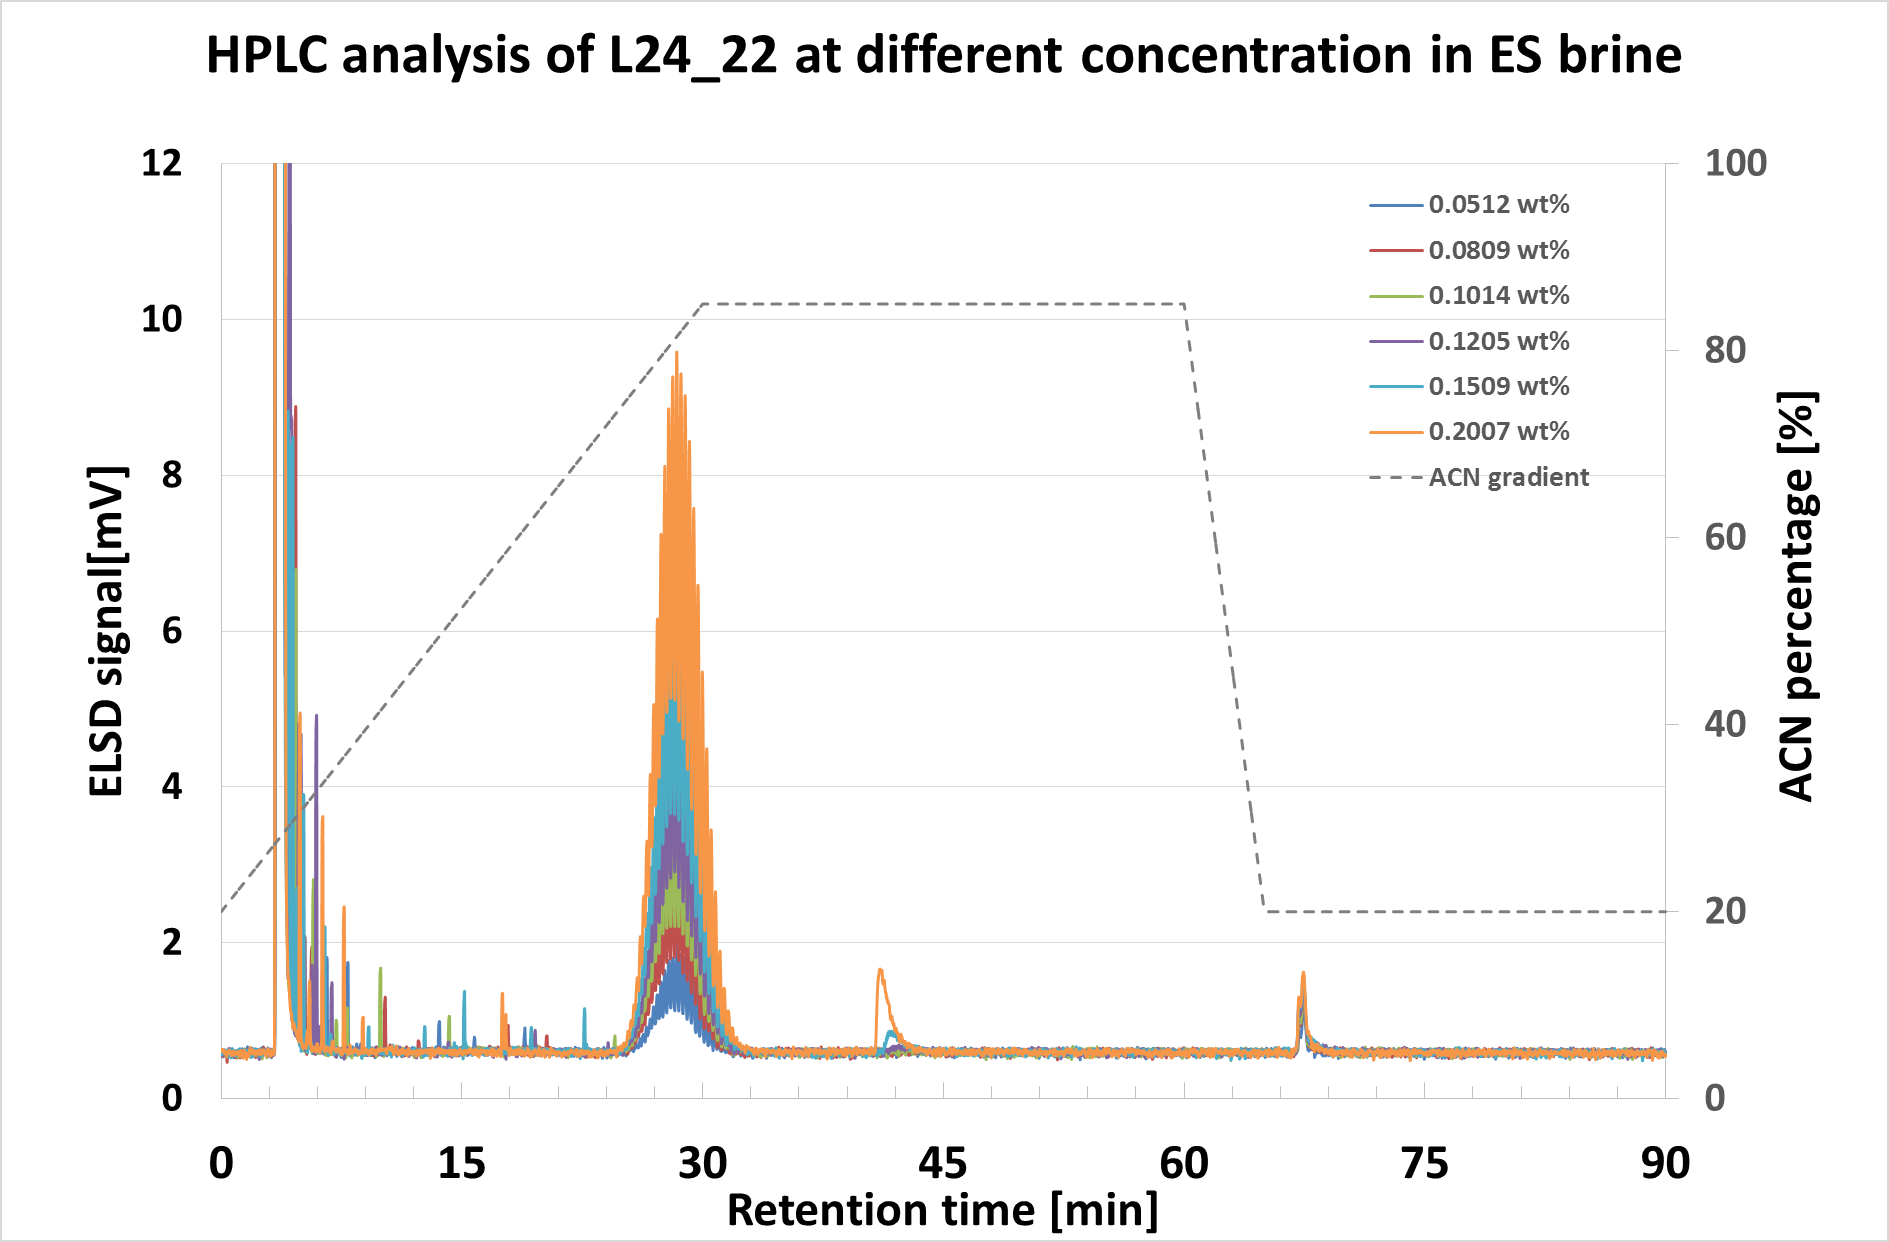 HPLC analysis of L24_22 at different concentration in ES brine
12
10
8
6
4
2
0
ELSD signal[mV]
100
80
60
40
20
0
ACN percentage [%]
0.0512 wt%
0.0809 wt%
0.1014 wt%
0.1205 wt%
0.1509 wt%
0.2007 wt%
ACN gradient
0 15 30 45 60 75 90
Retention time [min]